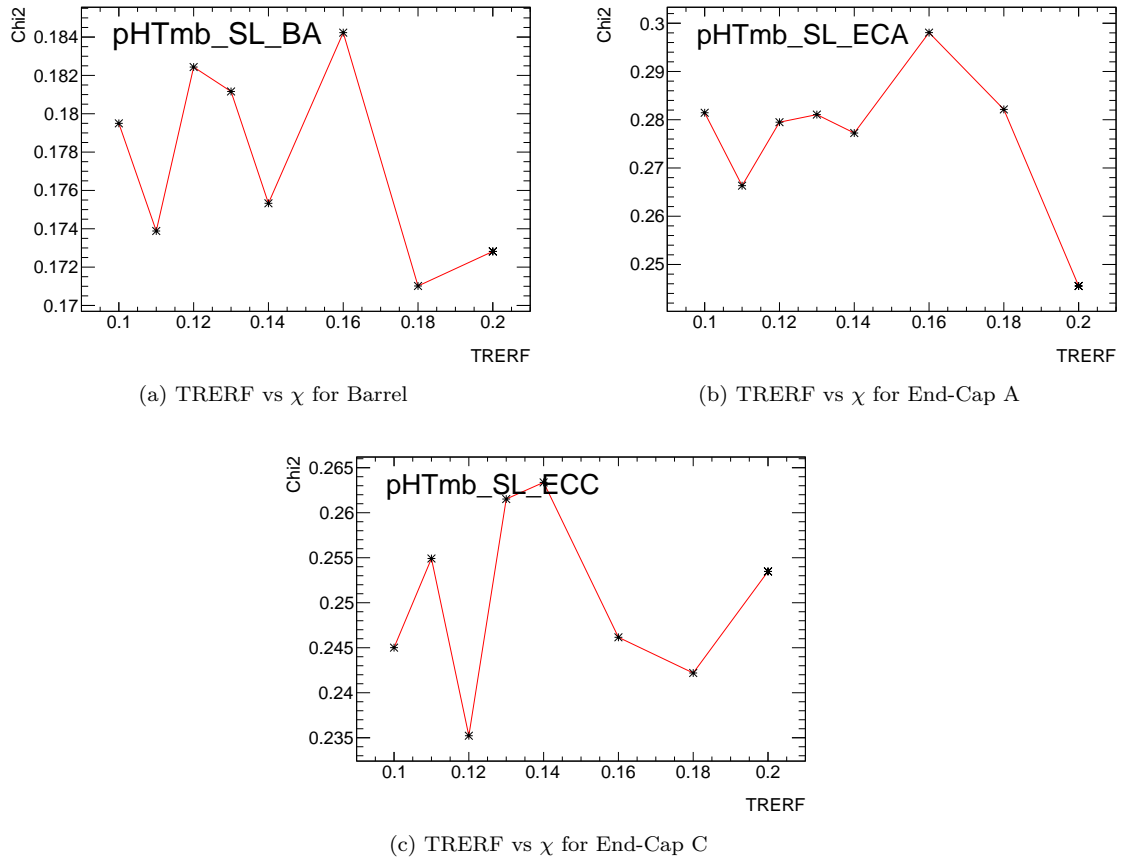 Chi2
pHTmb_SL_BA
0.184
0.182
0.18
0.178
0.176
0.174
0.172
0.17
0.1 0.12 0.14 0.16 0.18 0.2
TRERF
(a) TRERF vs χ for Barrel
Chi2
pHTmb_SL_ECA
0.3
0.29
0.28
0.27
0.26
0.25
0.1 0.12 0.14 0.16 0.18 0.2
TRERF
(b) TRERF vs χ for End-Cap A
Chi2
pHTmb_SL_ECC
0.265
0.26
0.255
0.25
0.245
0.24
0.235
0.1 0.12 0.14 0.16 0.18 0.2
TRERF
(c) TRERF vs χ for End-Cap C